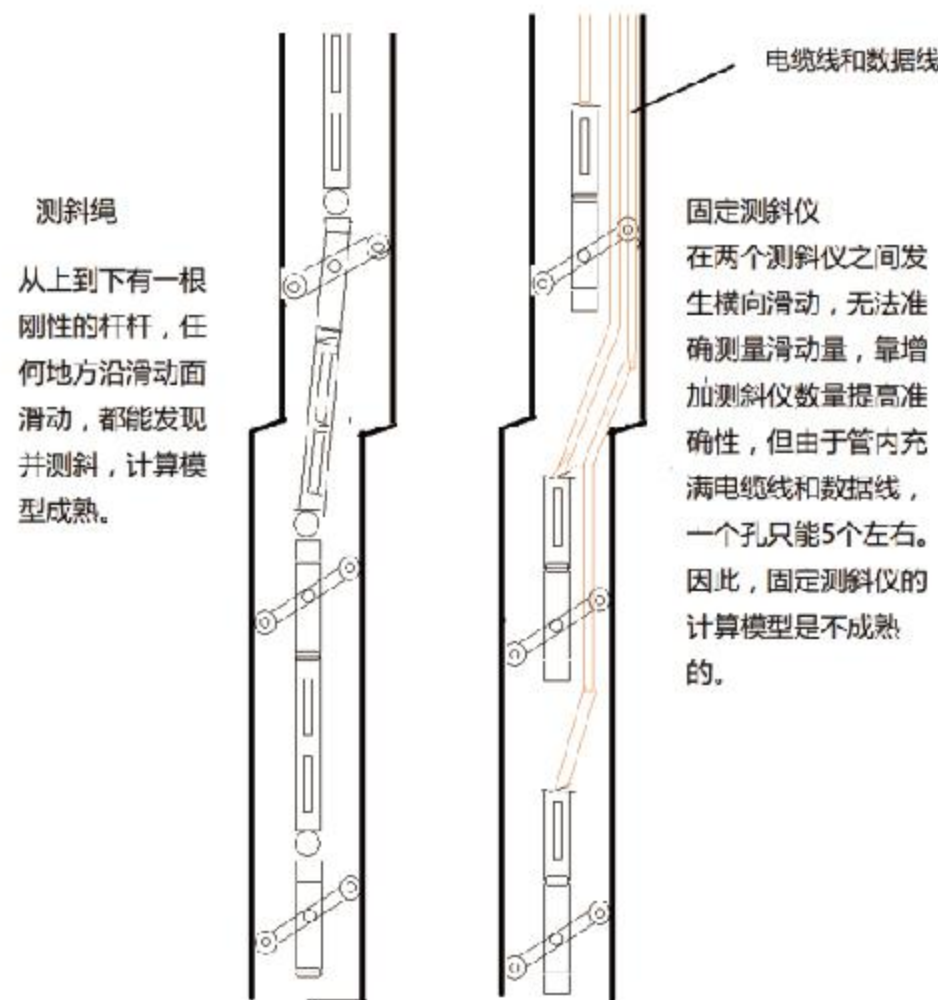 电缆线和数据线
测斜绳
从上到下有一根
刚性的杆杆，任
何地方沿滑动面
滑动，都能发现
并测斜，计算模
型成熟。
固定测斜仪
在两个测斜仪之间发
生横向滑动，无法准
确测量滑动量，靠增
加测斜仪数量提高准
确性，但由于管内充
满电缆线和数据线，
一个孔只能5个左右。
因此，固定测斜仪的
计算模型是不成熟
的。